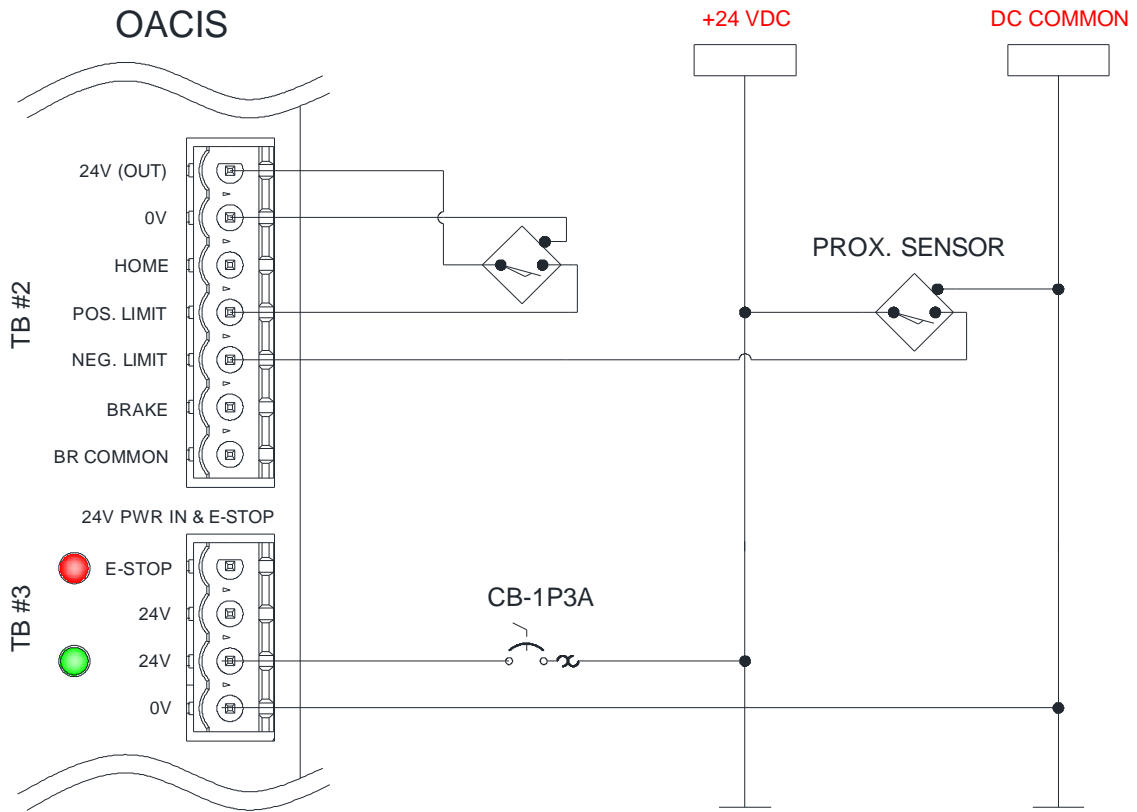 OACIS
+24 VDC
DC COMMON
TB #2
24V (OUT)
0V
HOME
POS. LIMIT
NEG. LIMIT
BRAKE
BR COMMON
PROX. SENSOR
24V PWR IN & E-STOP
TB #3
E-STOP
24V
24V
0V
CB-1P3A